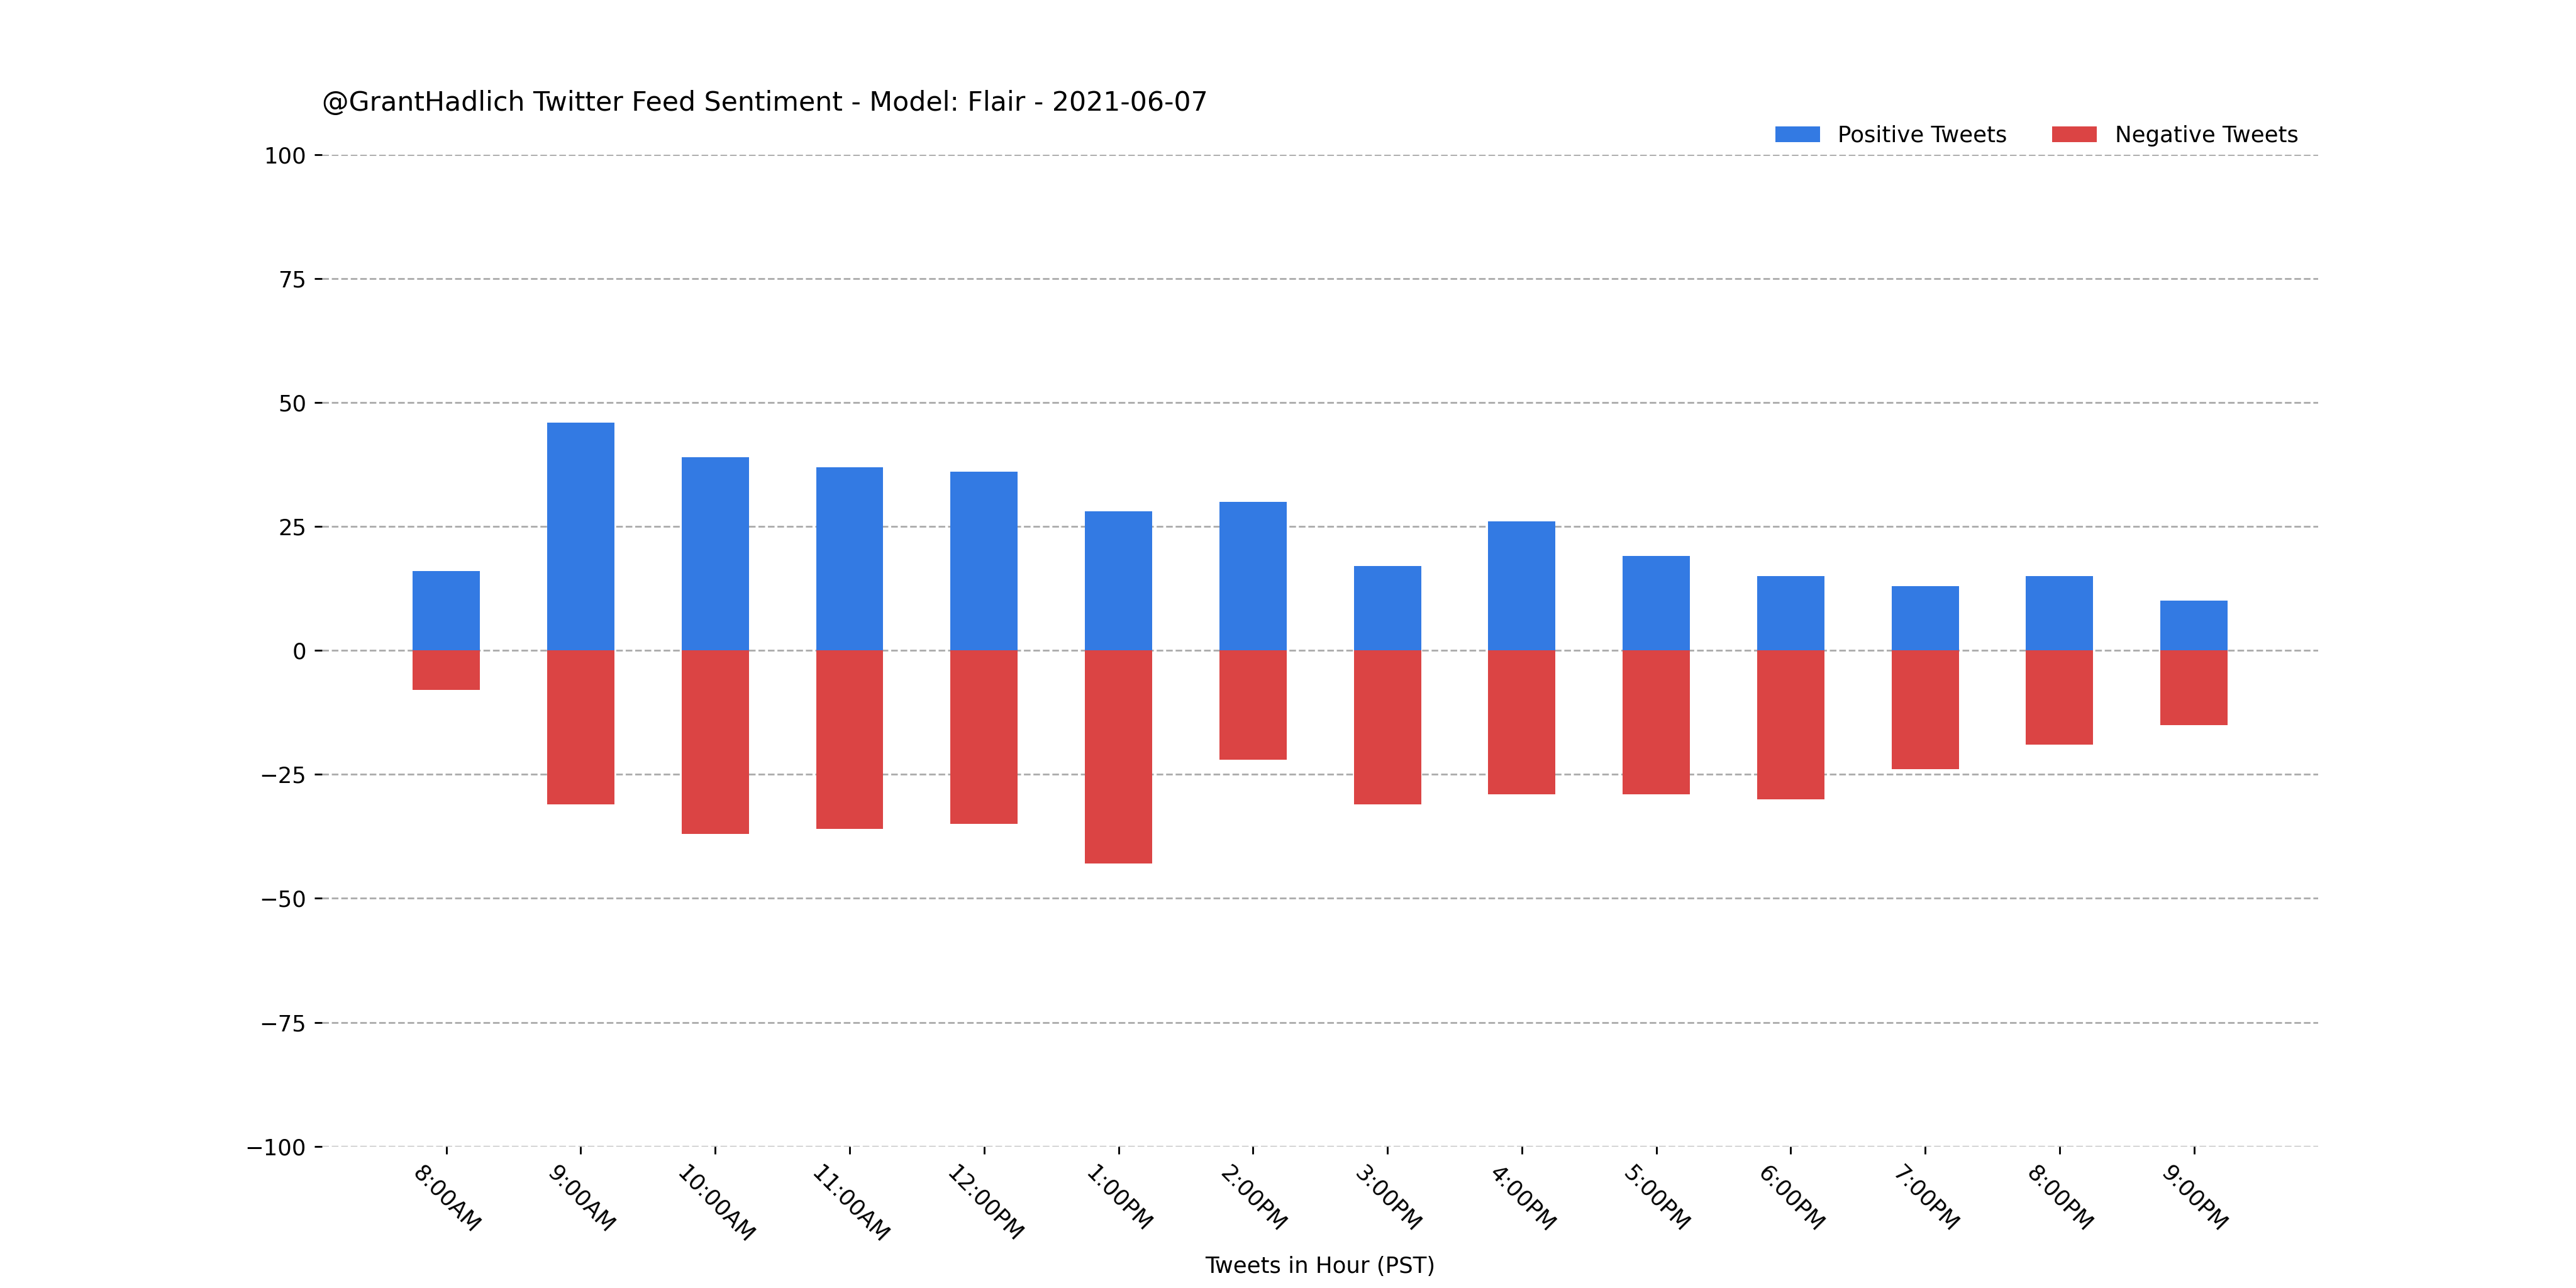 @GrantHadlich Twitter Feed Sentiment - Model: Flair - 2021-06-07
Positive Tweets
Negative Tweets
100
75
50
25
0
−25
−50
−75
−100
8:00AM
9:00AM
10:00AM
11:00AM
12:00PM
1:00PM
2:00PM
3:00PM
4:00PM
5:00PM
6:00PM
7:00PM
8:00PM
9:00PM
Tweets in Hour (PST)